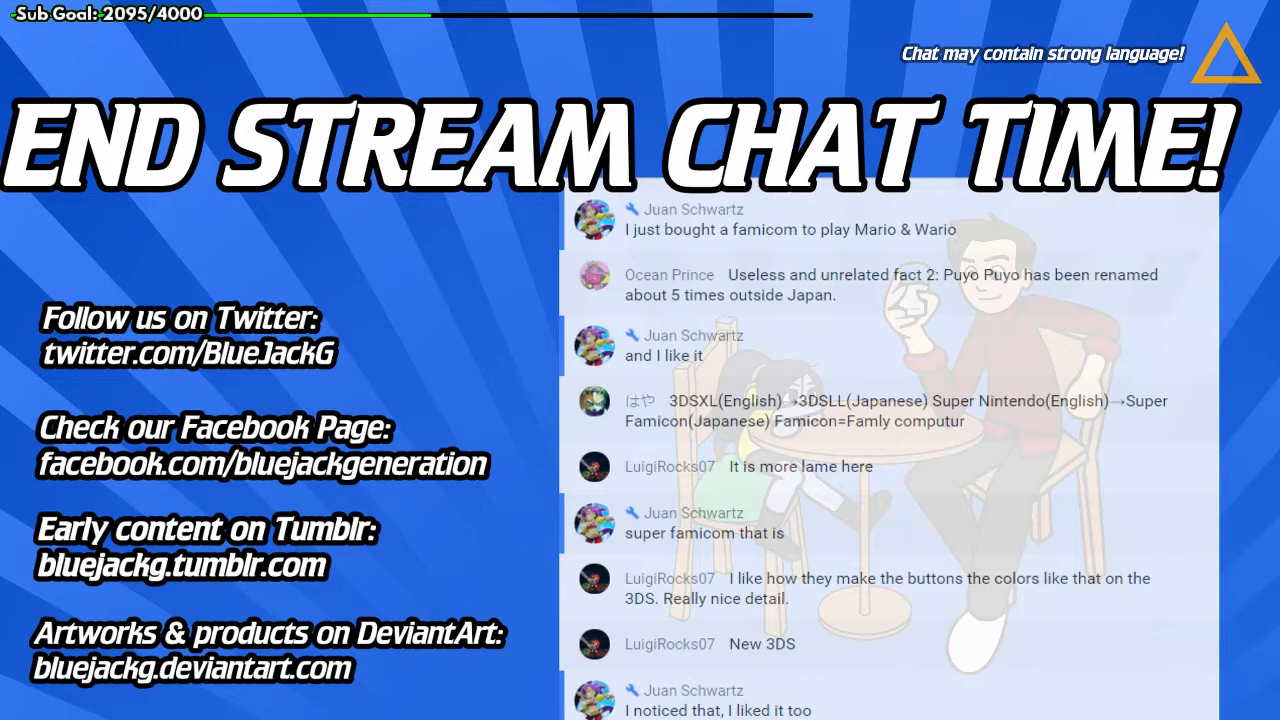 Sub Goal: 2095/4000
Chat may contain strong language!
END STREAM CHAT TIME!
Follow us on Twitter:
twitter.com/BlueJackG
Check our Facebook Page:
facebook.com/bluejackgeneration
Early content on Tumblr:
bluejackg.tumblr.com
Artworks & products on DeviantArt:
bluejackg.deviantart.com
Juan Schwartz
I just bought a famicom to play Mario & Wario
Ocean Prince Useless and unrelated fact 2: Puyo Puyo has been renamed
about 5 times outside Japan.
Juan Schwartz
and I like it
はや 3DSXL(English)→3DSLL(Japanese) Super Nintendo(English)→Super
Famicon(Japanese) Famicon=Famly computur
LuigiRocks07 It is more lame here
Juan Schwartz
super famicom that is
LuigiRocks07 I like how they make the buttons the colors like that on the
3DS. Really nice detail.
LuigiRocks07 New 3DS
Juan Schwartz
I noticed that, I liked it too